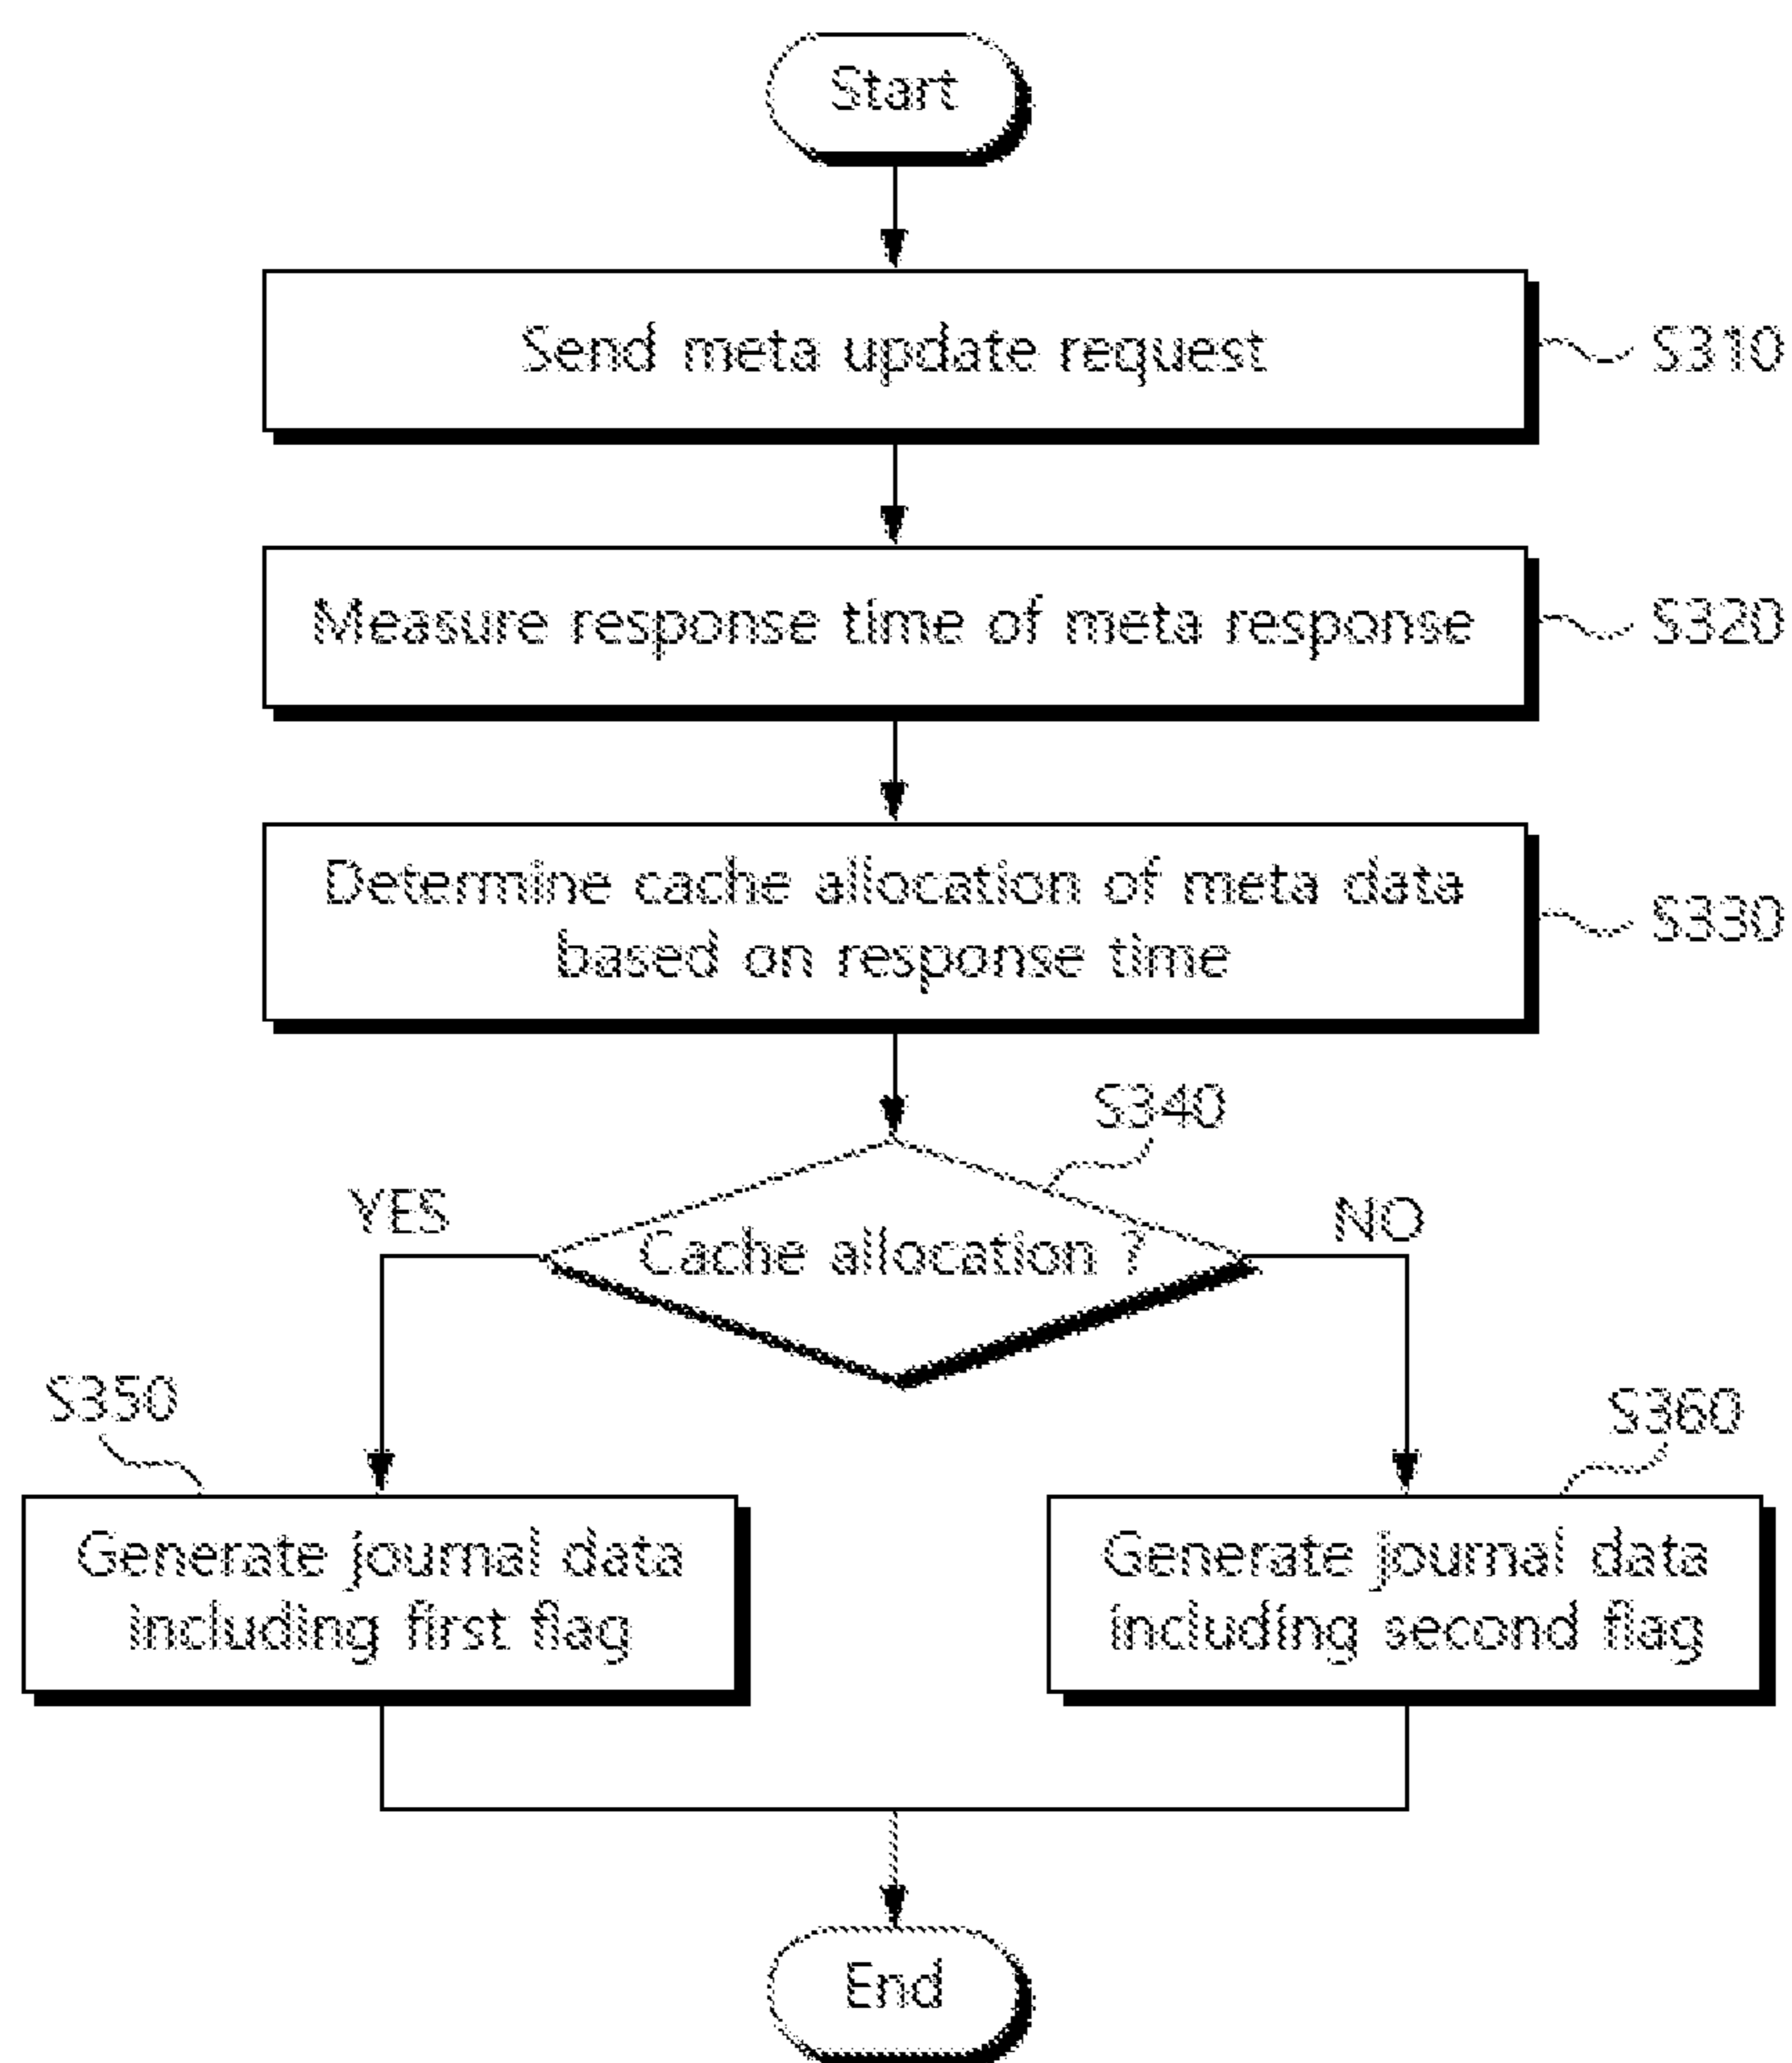 Start
Send meta update request
S310
Measure response time of meta response
S320
Determine cache allocation of meta data
based on response time
S330
S340
YES
NO
Cache allocation ?
S350
S360
Generate journal data
including first flag
Generate journal data
including second flag
End